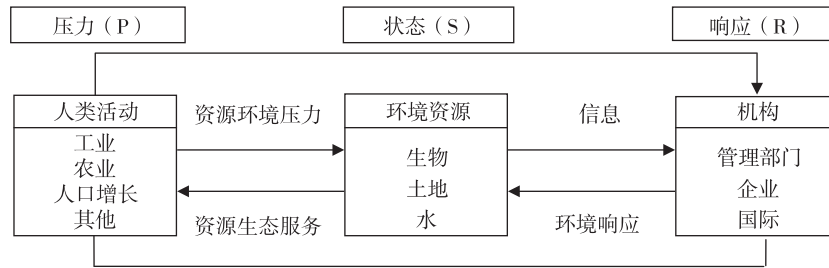 压力（P）
状态（S）
响应（R）
人类活动
工业
农业
人口增长
其他
资源环境压力
资源生态服务
环境资源
生物
土地
水
信息
环境响应
机构
管理部门
企业
国际